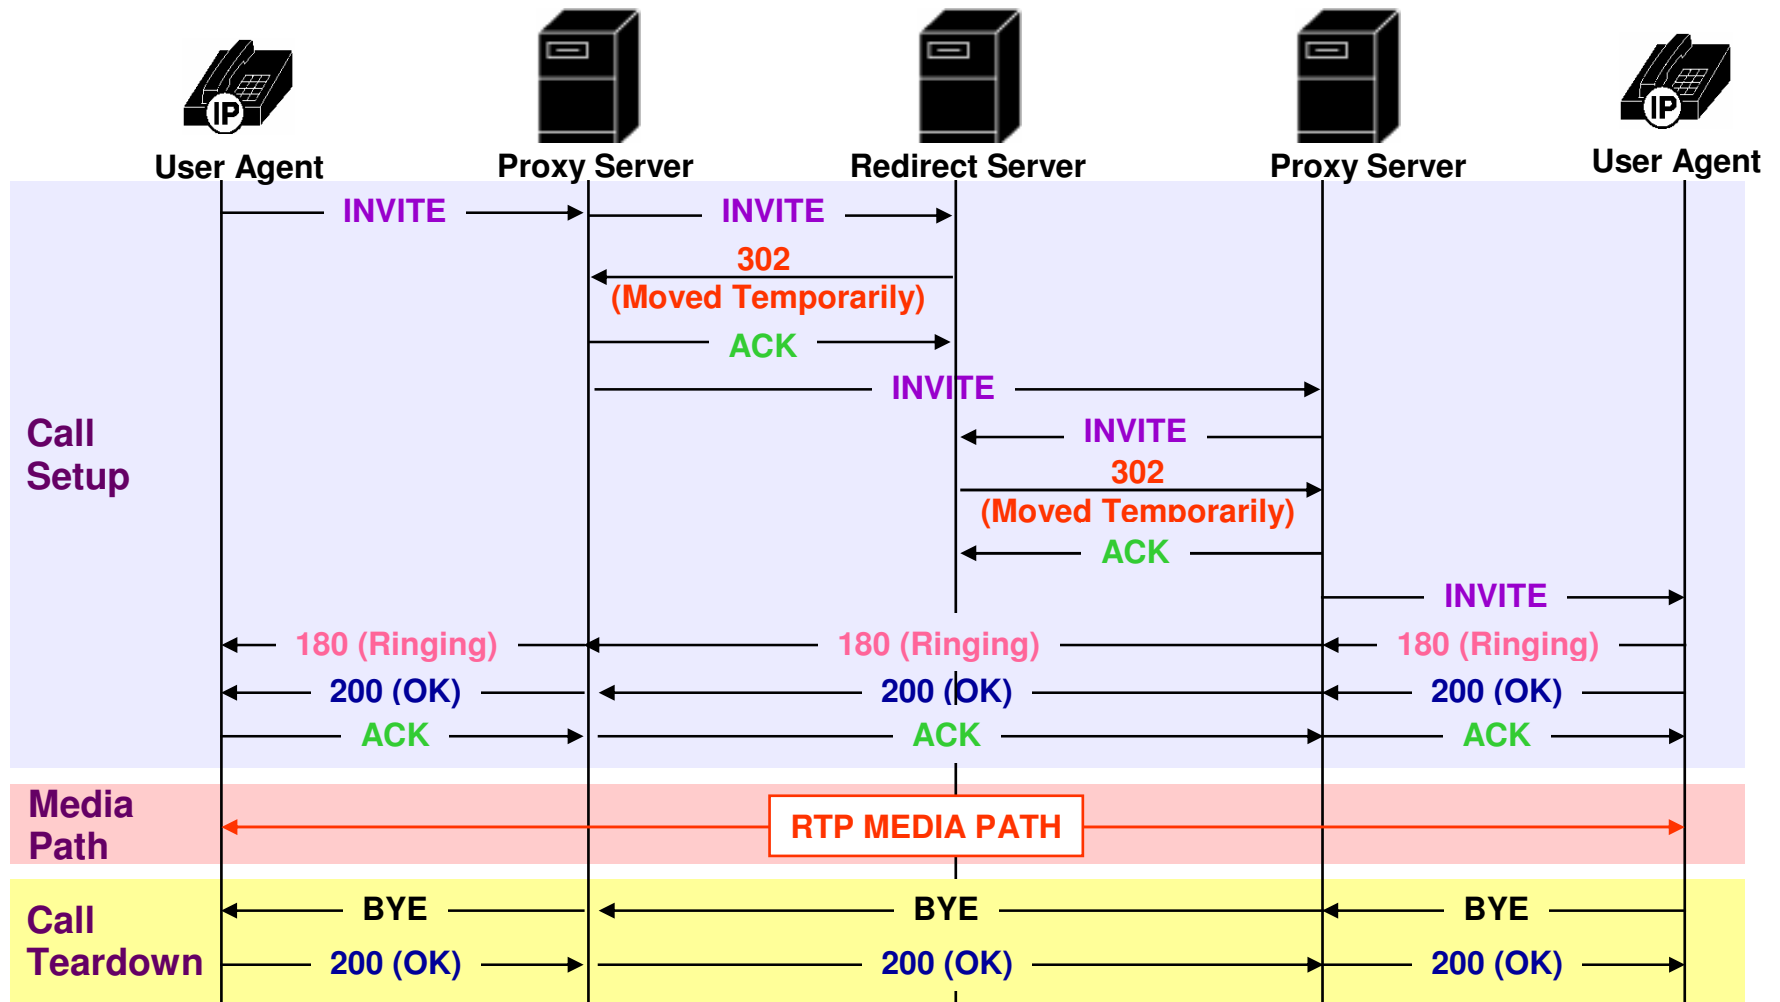 IP
IP
User Agent
Proxy Server
Redirect Server
Proxy Server
User Agent
INVITE
INVITE
302
(Moved Temporarily)
ACK
INVITE
Call
Setup
INVITE
302
(Moved Temporarily)
ACK
INVITE
180 (Ringing)
180 (Ringing)
180 (Ringing)
200 (OK)
200 (OK)
200 (OK)
ACK
ACK
ACK
Media
Path
RTP MEDIA PATH
Call
Teardown
BYE
BYE
BYE
200 (OK)
200 (OK)
200 (OK)